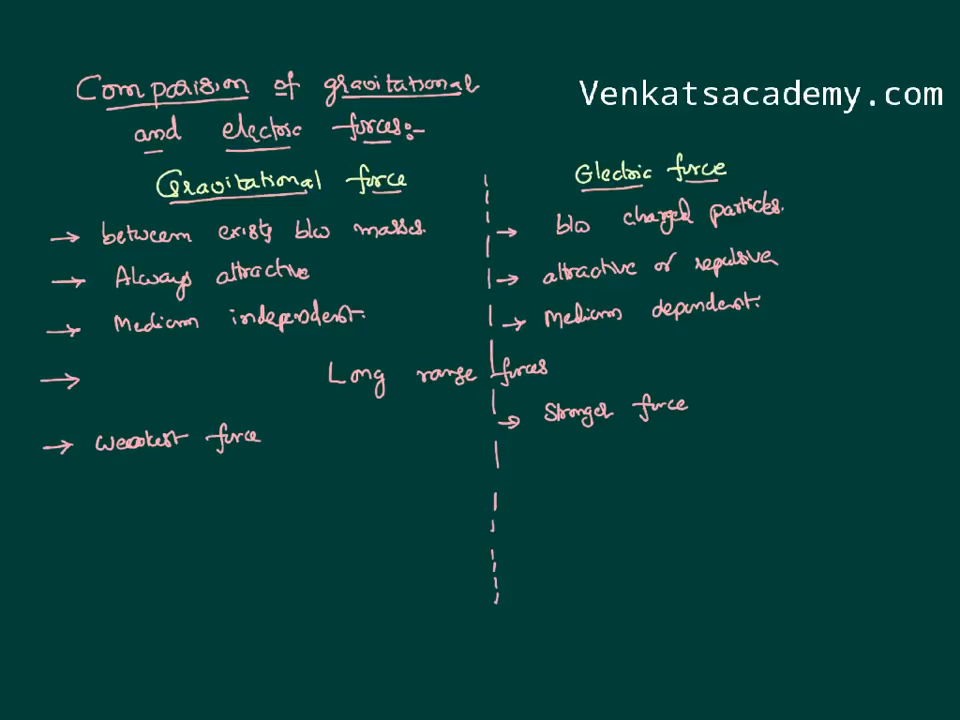 Comparision of gravitational
and electric forces:-
Venkatsacademy.com
Gravitational force
→ between exists b/w masses.
→ Always attractive
→ Medium independent.
→ Long range forces
→ weakest force
Electric force
→ b/w charged particles.
→ attractive or repulsive
→ Medium dependent.
→ Stronger force